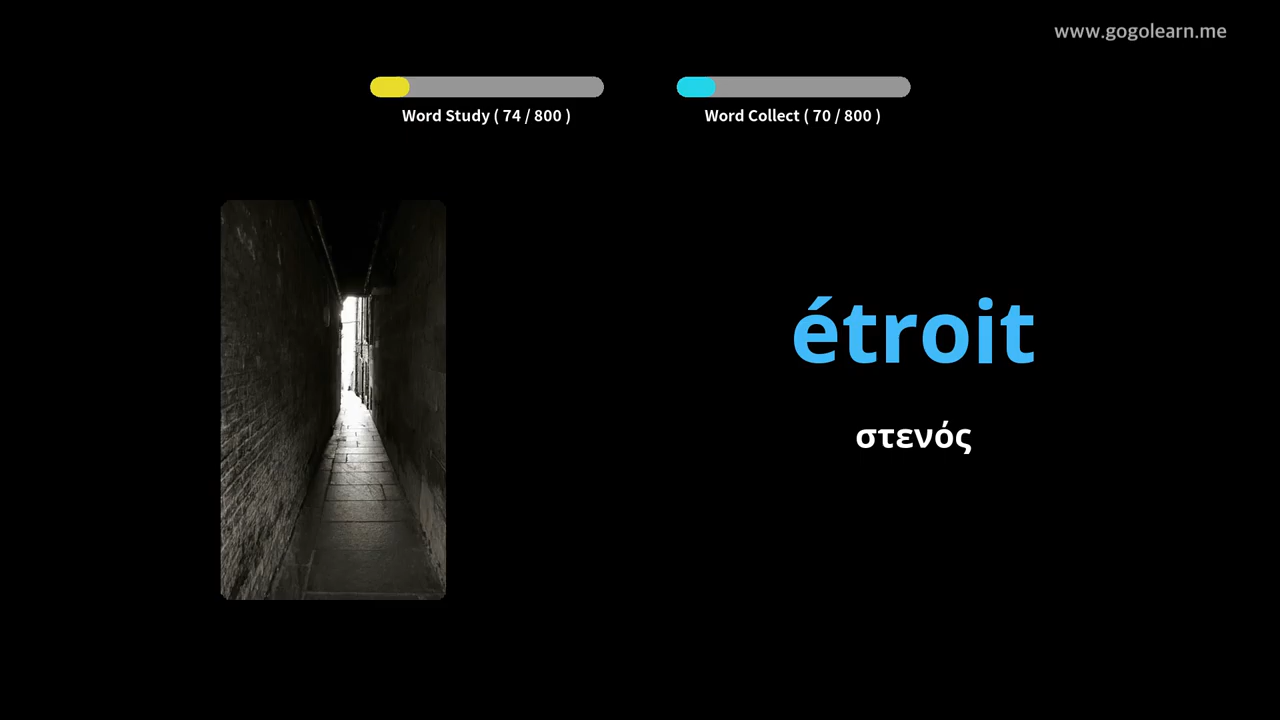 www.gogolearn.me
Word Study ( 74 / 800 )
Word Collect ( 70 / 800 )
étroit
στενός